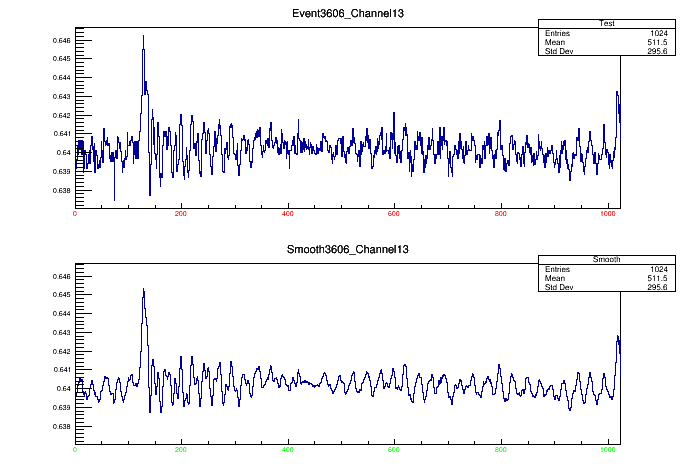 Event3606_Channel13
Test
Entries 1024
Mean 511.5
Std Dev 295.6
0.646
0.645
0.644
0.643
0.642
0.641
0.64
0.639
0.638
0 200 400 600 800 1000
Smooth3606_Channel13
Smooth
Entries 1024
Mean 511.5
Std Dev 295.6
0.646
0.645
0.644
0.643
0.642
0.641
0.64
0.639
0.638
0 200 400 600 800 1000